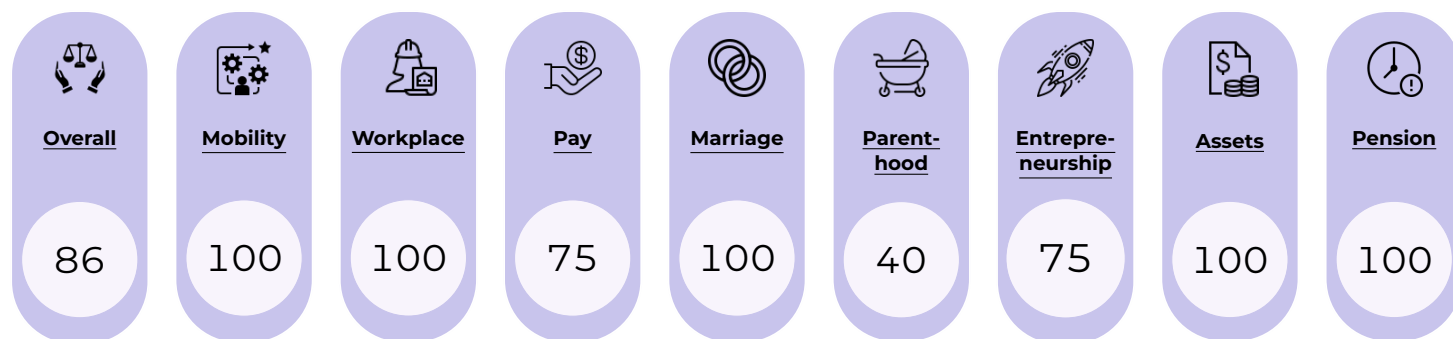 $
$
!
Overall
Mobility
Workplace
Pay
Marriage
Parent-
hood
Entrepre-
neurship
Assets
Pension
86
100
100
75
100
40
75
100
100